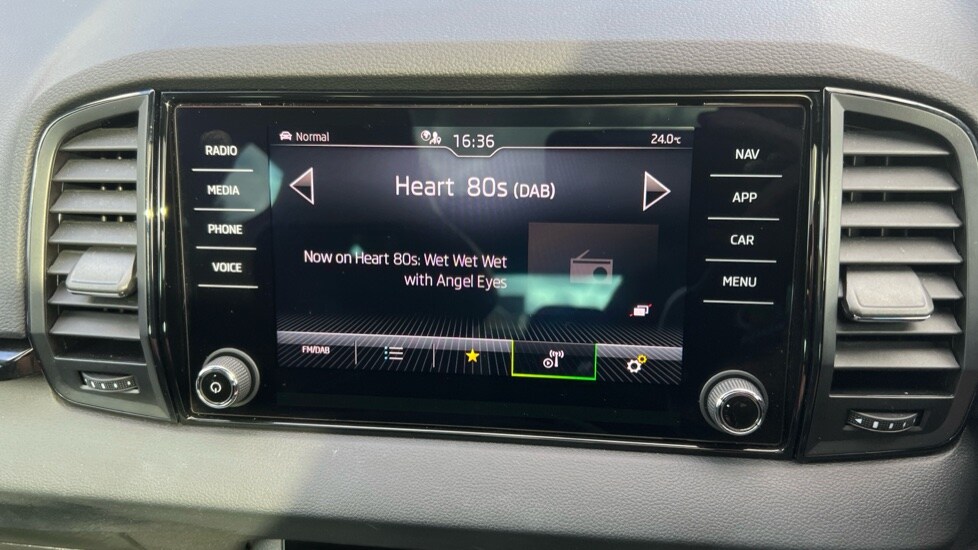 RADIO
MEDIA
PHONE
VOICE
Normal
16:36
24.0°C
Heart 80s (DAB)
Now on Heart 80s: Wet Wet Wet
with Angel Eyes
FM/DAB
NAV
APP
CAR
MENU